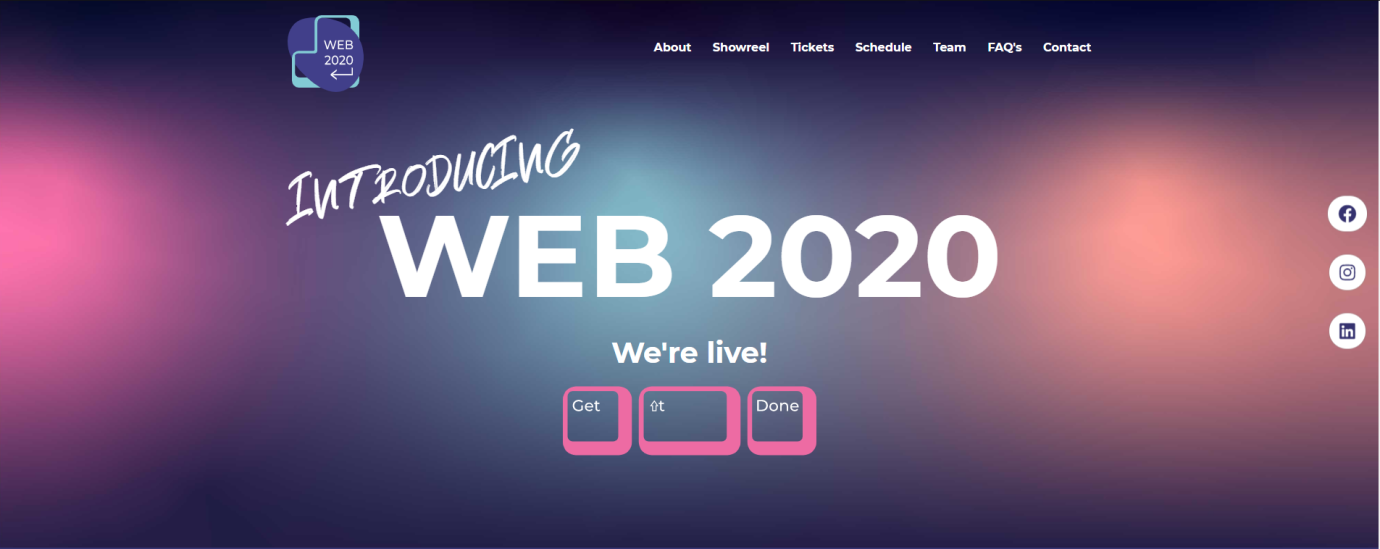 WEB
2020
About Showreel Tickets Schedule Team FAQ's Contact
INTRODUCING
WEB 2020
We're live!
Get ⇧t Done